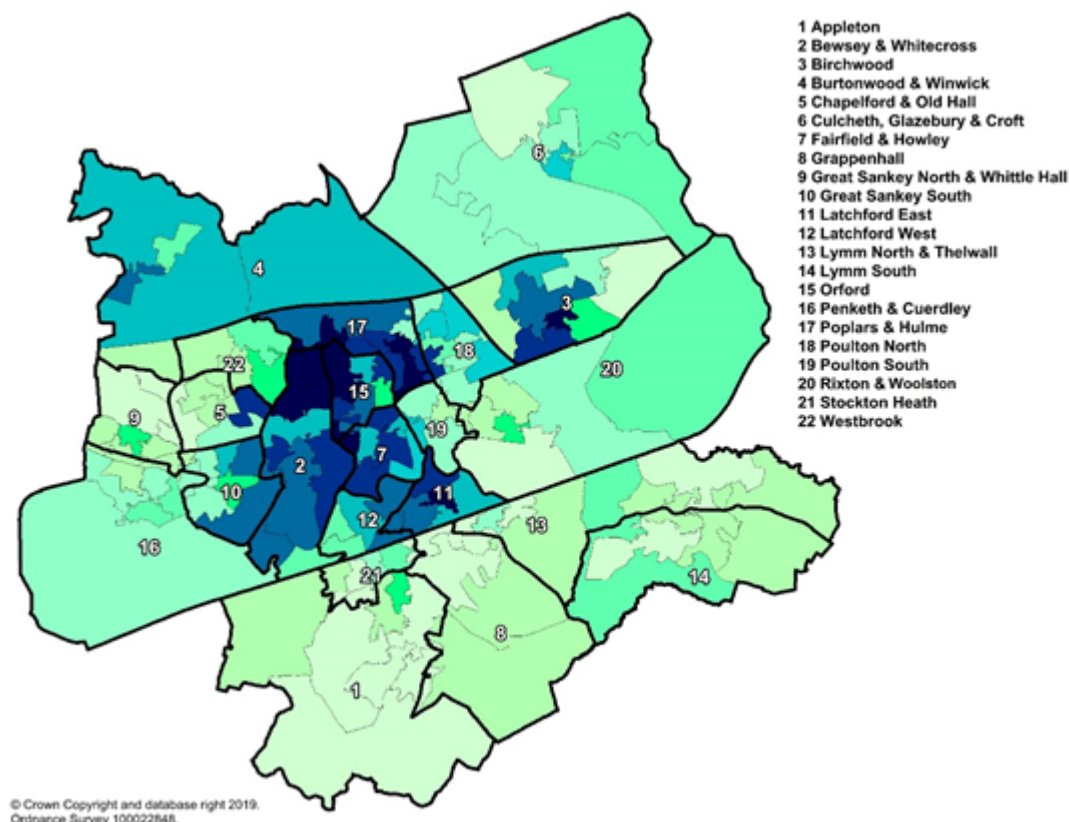 1 Appleton
2 Bewsey & Whitecross
3 Birchwood
4 Burtonwood & Winwick
5 Chapelford & Old Hall
6 Culcheth, Glazebury & Croft
7 Fairfield & Howley
8 Grappenhall
9 Great Sankey North & Whittle Hall
10 Great Sankey South
11 Latchford East
12 Latchford West
13 Lymm North & Thelwall
14 Lymm South
15 Orford
16 Penketh & Cuerdley
17 Poplars & Hulme
18 Poulton North
19 Poulton South
20 Rixton & Woolston
21 Stockton Heath
22 Westbrook
6
4
3
17
18
22
20
15
5
9
19
7
2
10
11
12
13
16
21
14
8
1
© Crown Copyright and database right 2019.
Ordnance Survey 100022848.